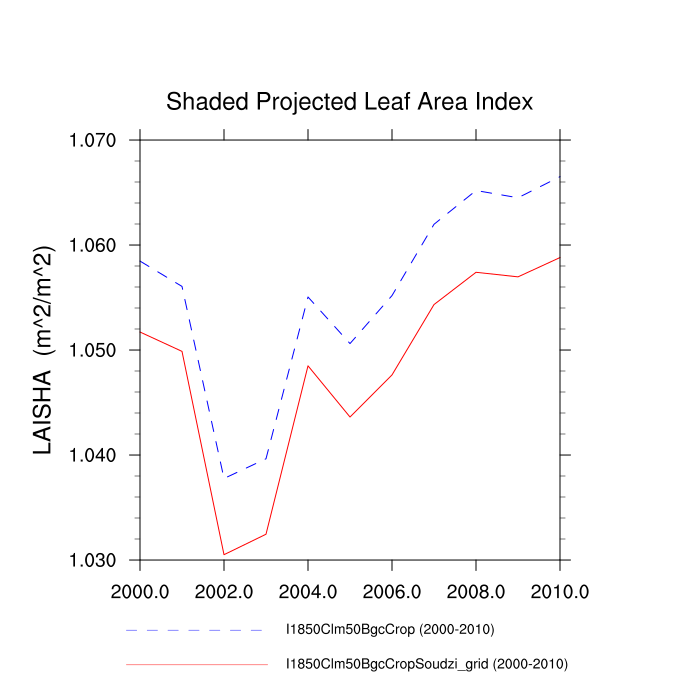 Shaded Projected Leaf Area Index
LAISHA (m^2/m^2)
1.070
1.060
1.050
1.040
1.030
2000.0 2002.0 2004.0 2006.0 2008.0 2010.0
I1850Clm50BgcCrop (2000-2010)
I1850Clm50BgcCropSoudzi_grid (2000-2010)